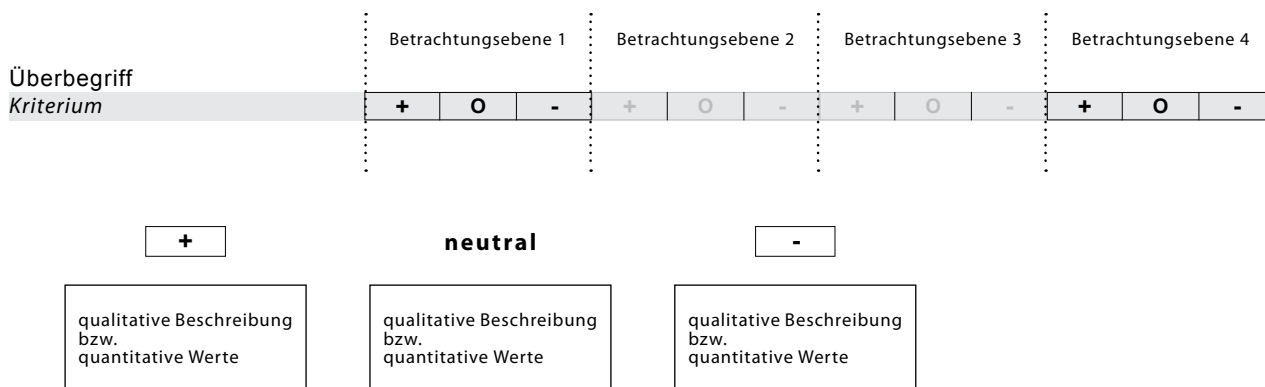 Betrachtungsebene 1 Betrachtungsebene 2 Betrachtungsebene 3 Betrachtungsebene 4
Überbegriff
Kriterium + O - + O - + O - + O -
+ neutral -
qualitative Beschreibung
bzw.
quantitative Werte
qualitative Beschreibung
bzw.
quantitative Werte
qualitative Beschreibung
bzw.
quantitative Werte